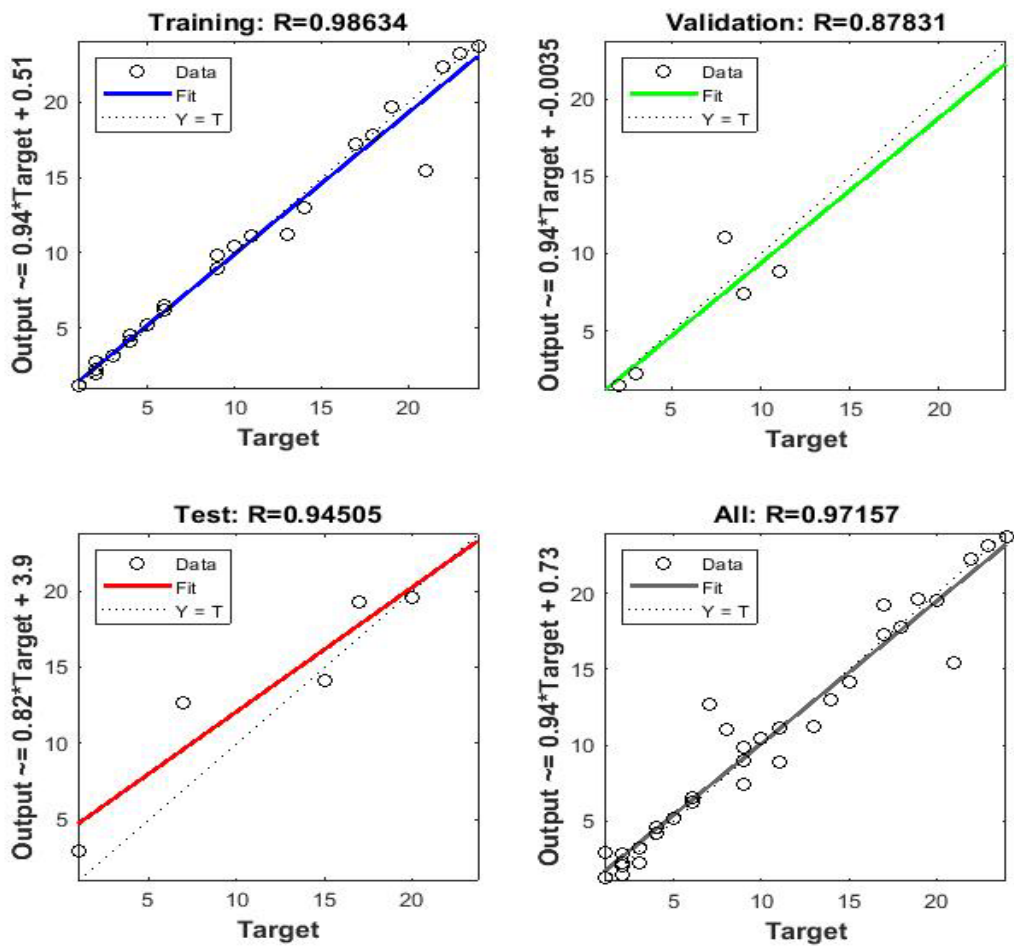 Training: R=0.98634
Output ~= 0.94*Target + 0.51
Data
Fit
Y = T
20
15
10
5
5
10
15
20
Target
Validation: R=0.87831
Output ~= 0.94*Target + -0.0035
Data
Fit
Y = T
20
15
10
5
5
10
15
20
Target
Test: R=0.94505
Output ~= 0.82*Target + 3.9
Data
Fit
Y = T
20
15
10
5
5
10
15
20
Target
All: R=0.97157
Output ~= 0.94*Target + 0.73
Data
Fit
Y = T
20
15
10
5
5
10
15
20
Target